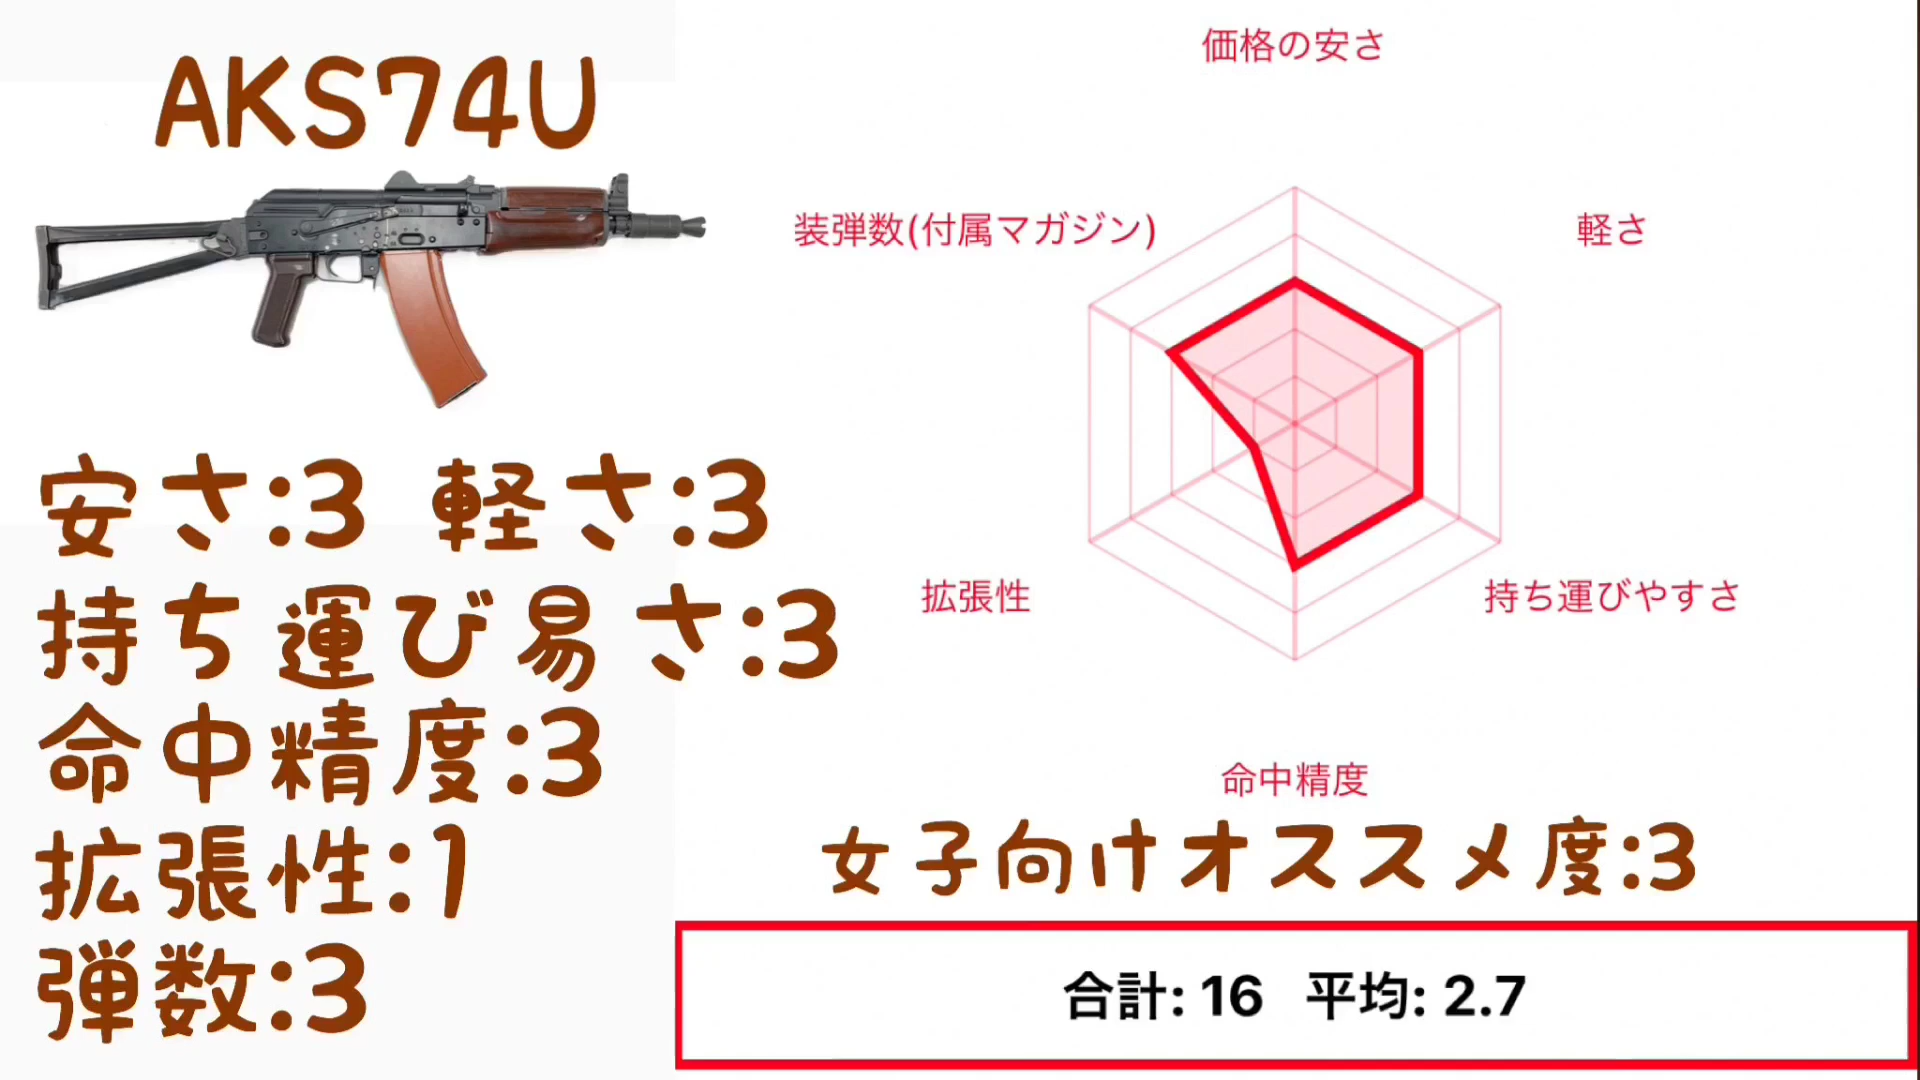 AKS74U
安さ:3 軽さ:3
持ち運び易さ:3
命中精度:3
拡張性:1
弾数:3
価格の安さ
装弾数(付属マガジン)
軽さ
拡張性
持ち運びやすさ
命中精度
女子向けオススメ度:3
合計: 16 平均: 2.7